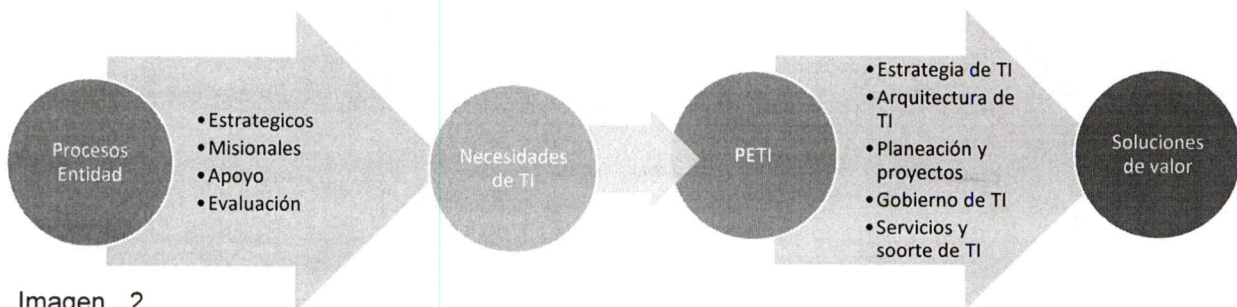 Procesos
Entidad
•Estrategicos
•Misionales
•Apoyo
•Evaluación
Necesidades
de TI
PETI
•Estrategia de TI
•Arquitectura de
TI
•Planeación y
proyectos
•Gobierno de TI
•Servicios y
soorte de TI
Soluciones
de valor
Imagen 2